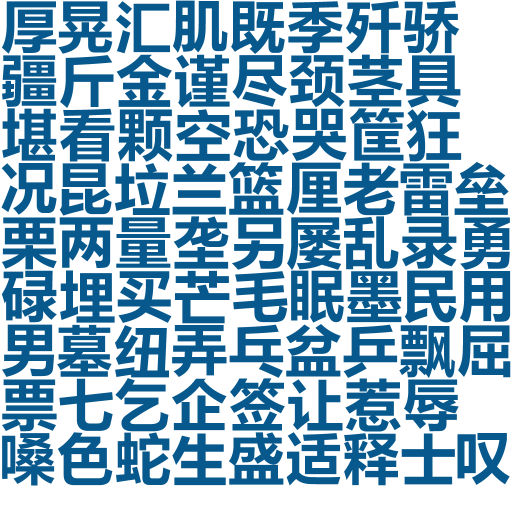 厚晃汇肌既季歼骄
疆斤金谨尽颈茎具
堪看颗空恐哭筐狂
况昆垃兰篮厘老雷垒
栗两量垄另屡乱录勇
碌埋买芒毛眠墨民用
男墓纽弄乓盆乒飘屈
票七乞企签让惹辱
嗓色蛇生盛适释士叹